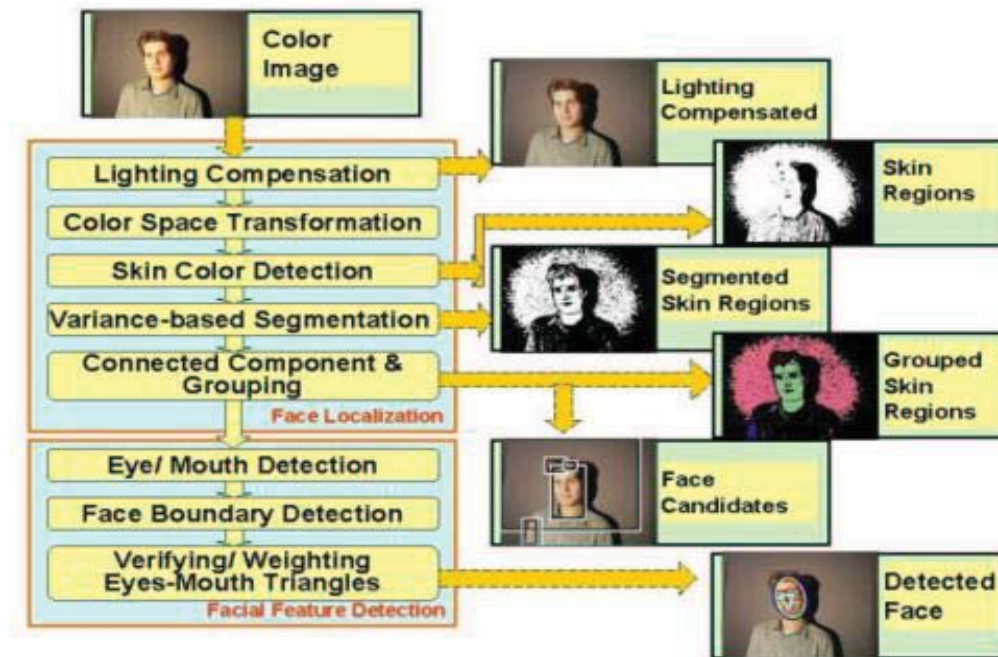 Color
Image
Lighting
Compensated
Lighting Compensation
Skin
Regions
Color Space Transformation
Skin Color Detection
Segmented
Skin Regions
Variance-based Segmentation
Connected Component &
Grouping
Grouped
Skin
Regions
Face Localization
Eye/ Mouth Detection
Face
Candidates
Face Boundary Detection
Verifying/ Weighting
Eyes-Mouth Triangles
Detected
Face
Facial Feature Detection